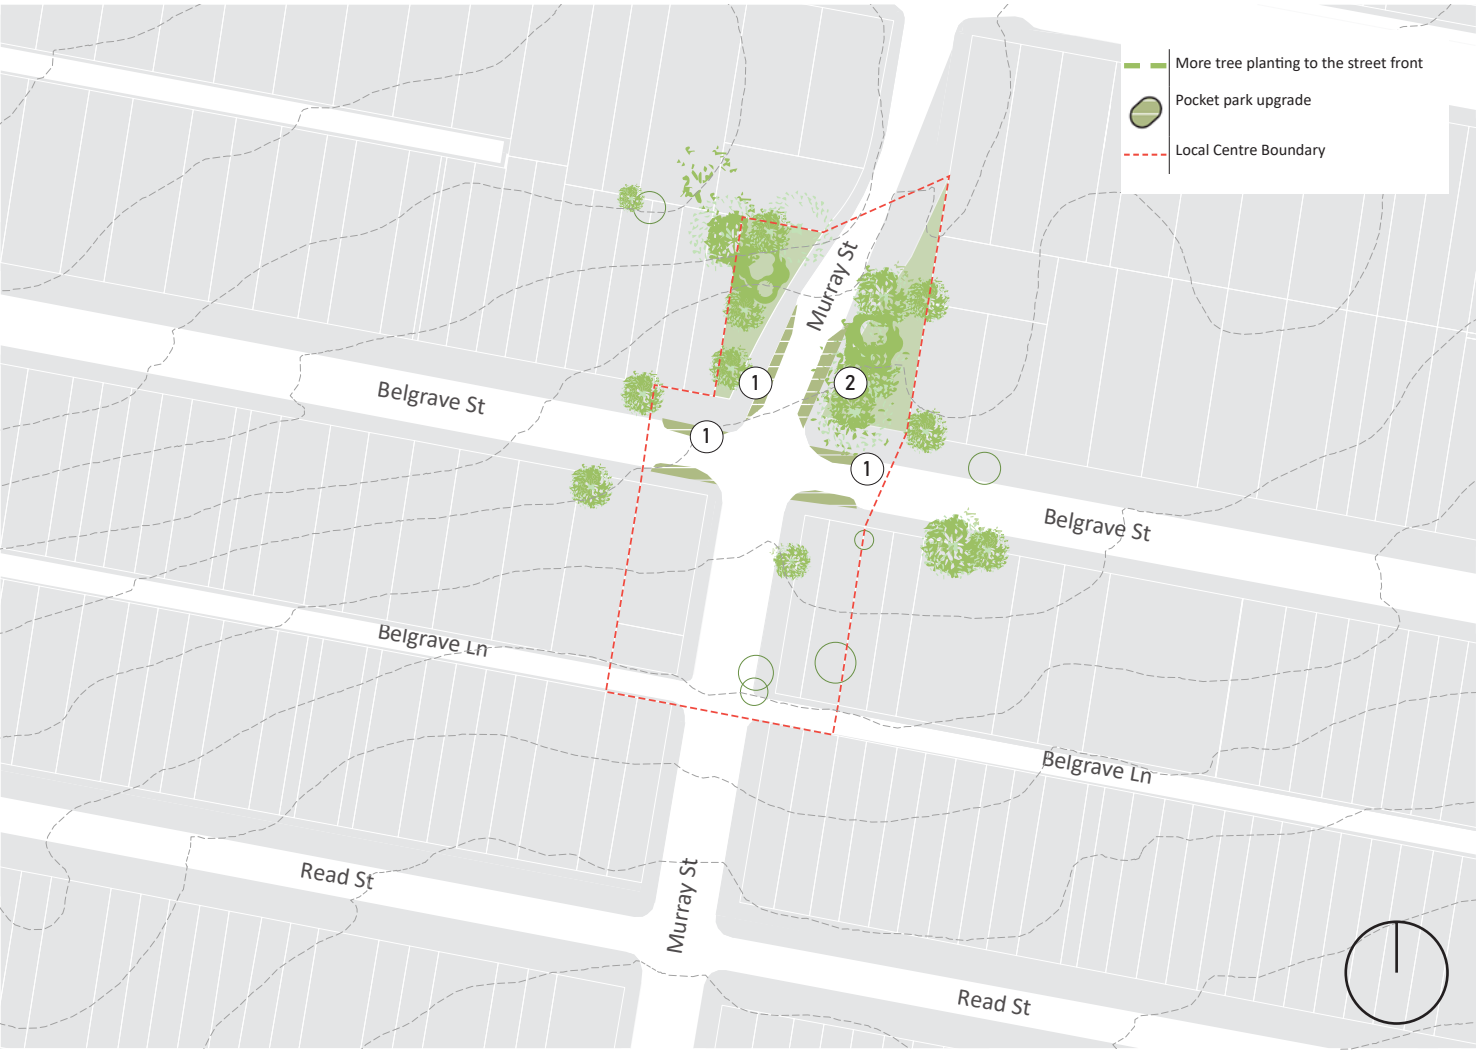 More tree planting to the street front
Pocket park upgrade
Local Centre Boundary
Murray St
1
2
Belgrave St
1
1
Belgrave St
Belgrave Ln
Belgrave Ln
Read St
Murray St
Read St